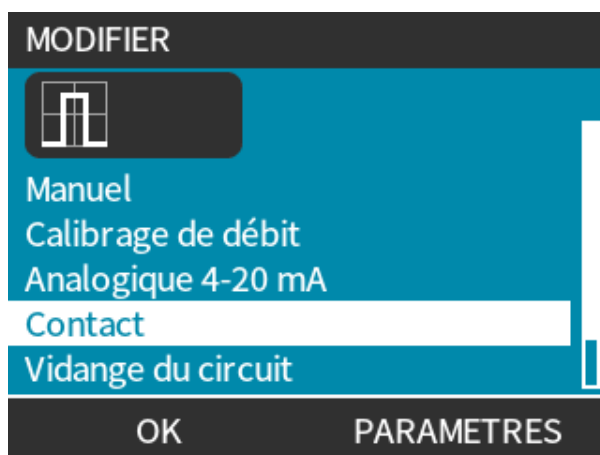 MODIFIER
Manuel
Calibrage de débit
Analogique 4-20 mA
Contact
Vidange du circuit
OK PARAMETRES